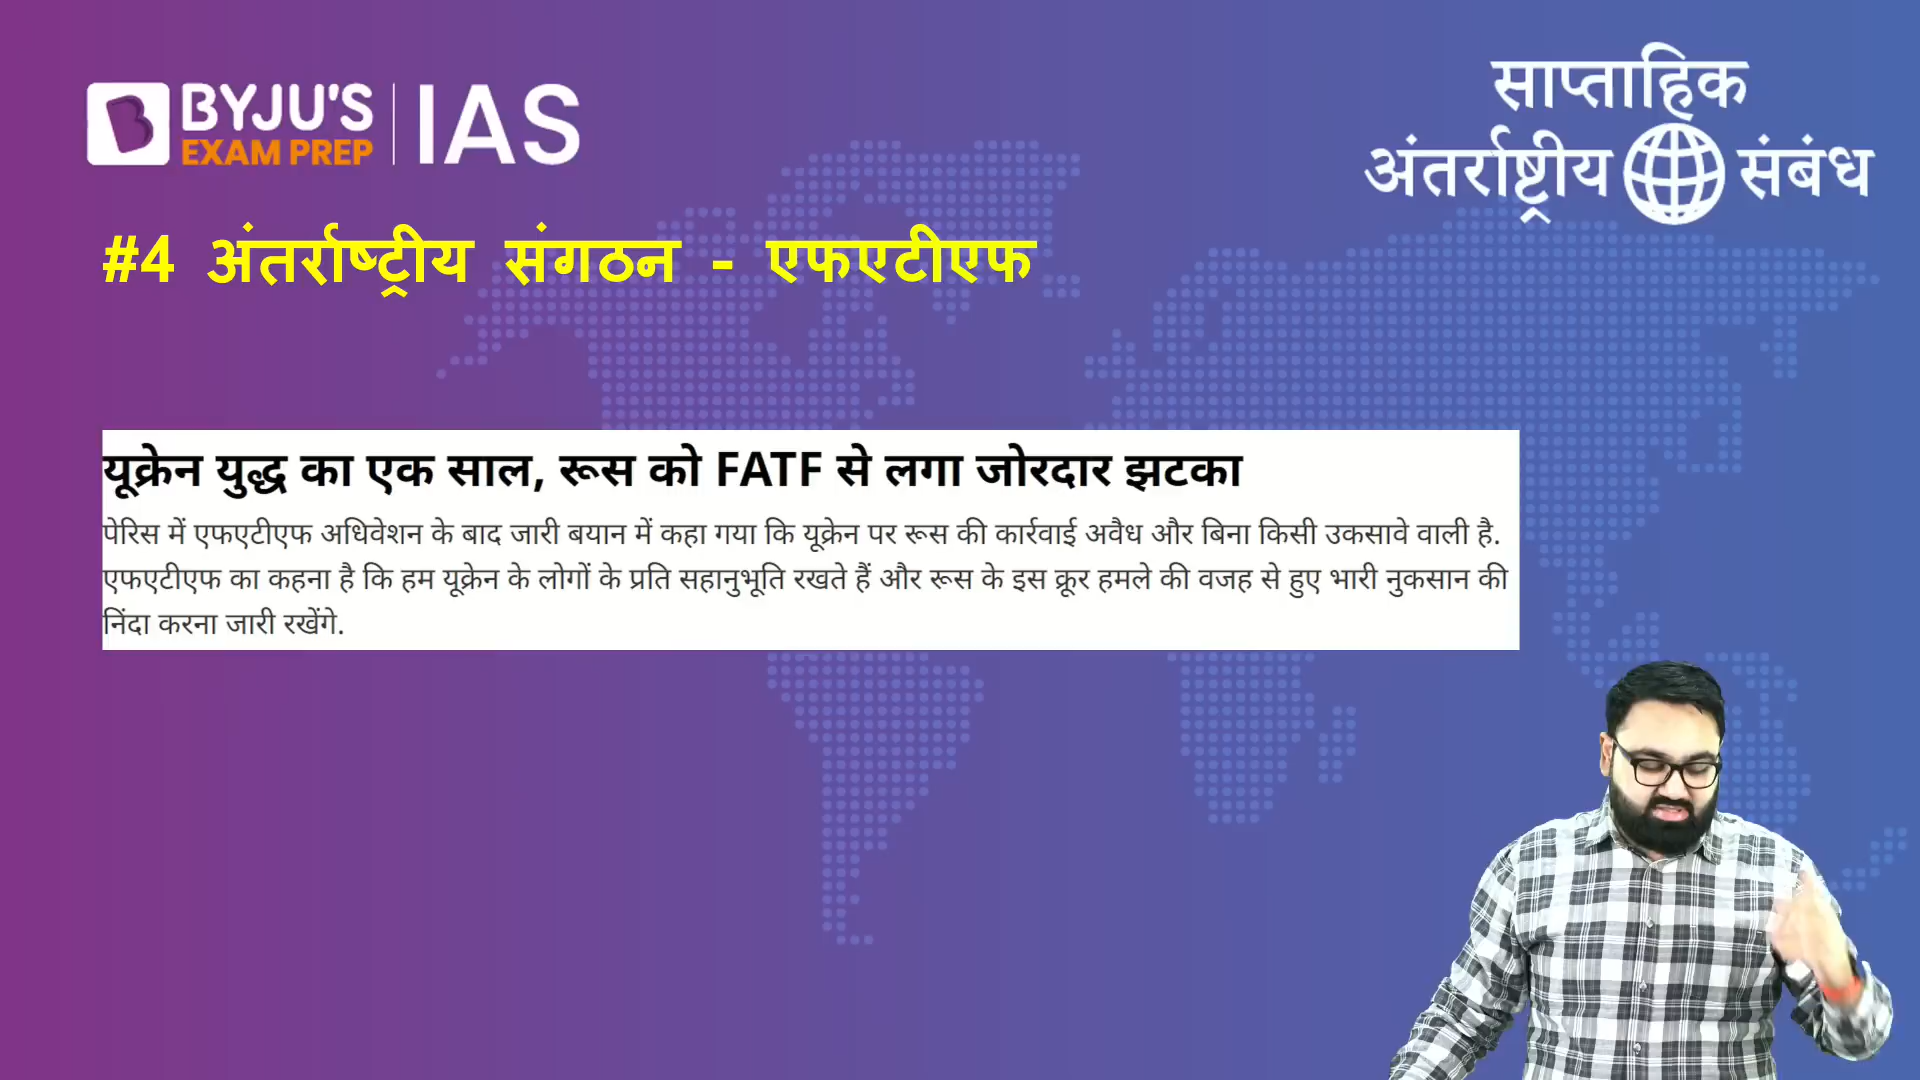 BYJU'S
EXAM PREP
IAS
साप्ताहिक
अंतर्राष्ट्रीय संबंध
#4 अंतर्राष्ट्रीय संगठन - एफएटीएफ
यूक्रेन युद्ध का एक साल, रूस को FATF से लगा जोरदार झटका
पेरिस में एफएटीएफ अधिवेशन के बाद जारी बयान में कहा गया कि यूक्रेन पर रूस की कार्रवाई अवैध और बिना किसी उकसावे वाली है.
एफएटीएफ का कहना है कि हम यूक्रेन के लोगों के प्रति सहानुभूति रखते हैं और रूस के इस क्रूर हमले की वजह से हुए भारी नुकसान की
निंदा करना जारी रखेंगे.